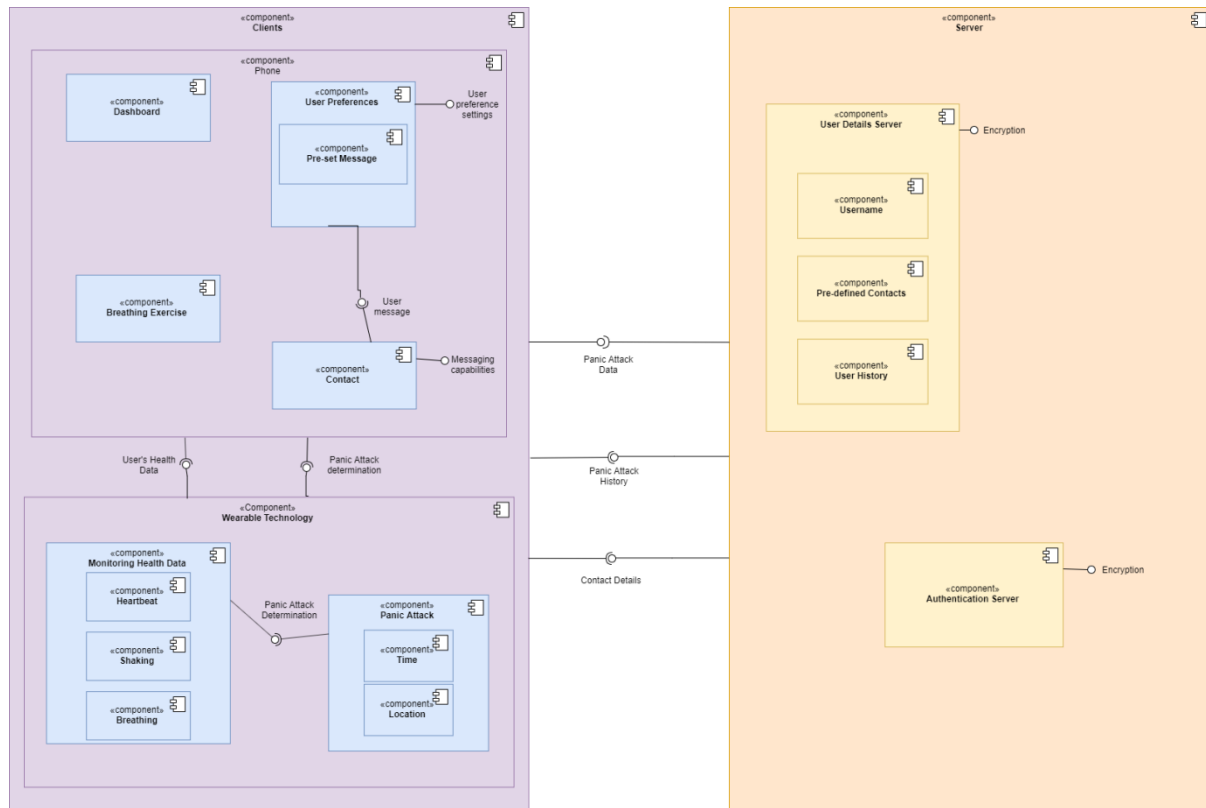 «component»
Clients
«component»
Phone
«component»
Dashboard
«component»
User Preferences
«component»
Pre-set Message
User
preference
settings
«component»
Breathing Exercise
User
message
«component»
Contact
Messaging
capabilities
User's Health
Data
Panic Attack
determination
«Component»
Wearable Technology
«component»
Monitoring Health Data
«component»
Heartbeat
«component»
Shaking
«component»
Breathing
Panic Attack
Determination
«component»
Panic Attack
«component»
Time
«component»
Location
Panic Attack
Data
Panic Attack
History
Contact Details
«component»
Server
«component»
User Details Server
Encryption
«component»
Username
«component»
Pre-defined Contacts
«component»
User History
«component»
Authentication Server
Encryption